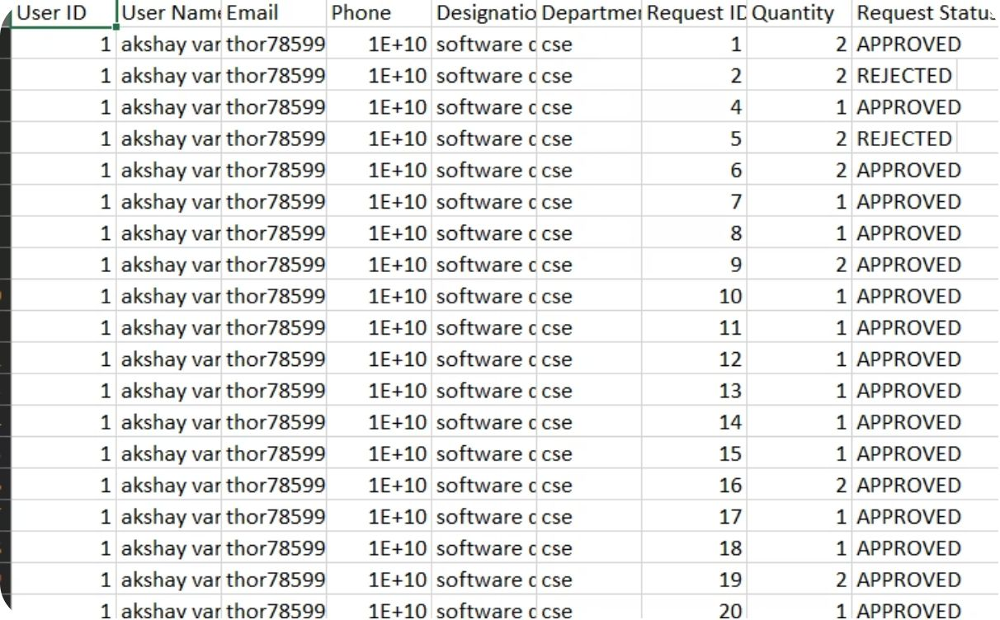 User ID User Name Email Phone Designatio Departmer Request ID Quantity Request Status
1 akshay var thor78599 1E+10 software d cse 1 2 APPROVED
1 akshay var thor78599 1E+10 software d cse 2 2 REJECTED
1 akshay var thor78599 1E+10 software d cse 4 1 APPROVED
1 akshay var thor78599 1E+10 software d cse 5 2 REJECTED
1 akshay var thor78599 1E+10 software d cse 6 2 APPROVED
1 akshay var thor78599 1E+10 software d cse 7 1 APPROVED
1 akshay var thor78599 1E+10 software d cse 8 1 APPROVED
1 akshay var thor78599 1E+10 software d cse 9 2 APPROVED
1 akshay var thor78599 1E+10 software d cse 10 1 APPROVED
1 akshay var thor78599 1E+10 software d cse 11 1 APPROVED
1 akshay var thor78599 1E+10 software d cse 12 1 APPROVED
1 akshay var thor78599 1E+10 software d cse 13 1 APPROVED
1 akshay var thor78599 1E+10 software d cse 14 1 APPROVED
1 akshay var thor78599 1E+10 software d cse 15 1 APPROVED
1 akshay var thor78599 1E+10 software d cse 16 2 APPROVED
1 akshay var thor78599 1E+10 software d cse 17 1 APPROVED
1 akshay var thor78599 1E+10 software d cse 18 1 APPROVED
1 akshay var thor78599 1E+10 software d cse 19 2 APPROVED
1 akshay var thor78599 1E+10 software d cse 20 1 APPROVED